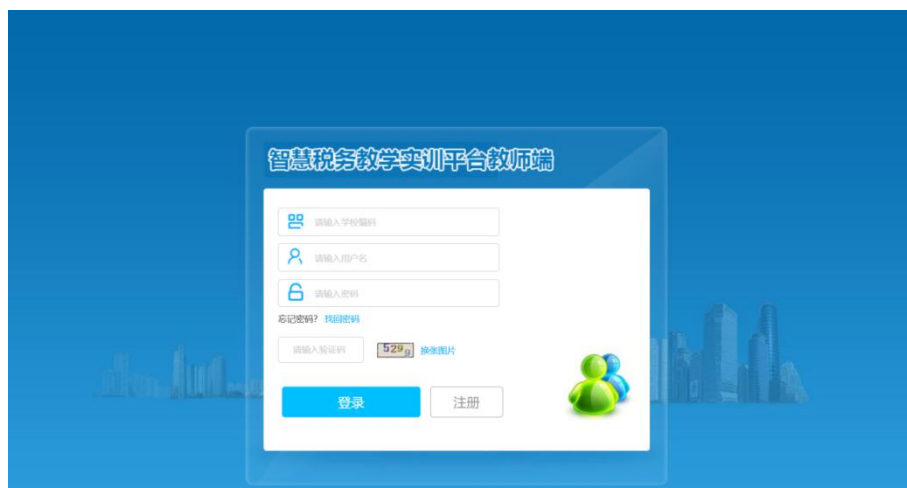 智慧税务教学实训平台教师端
请输入学校编码
请输入用户名
请输入密码
忘记密码? 找回密码
请输入验证码 529g 换张图片
登录 注册